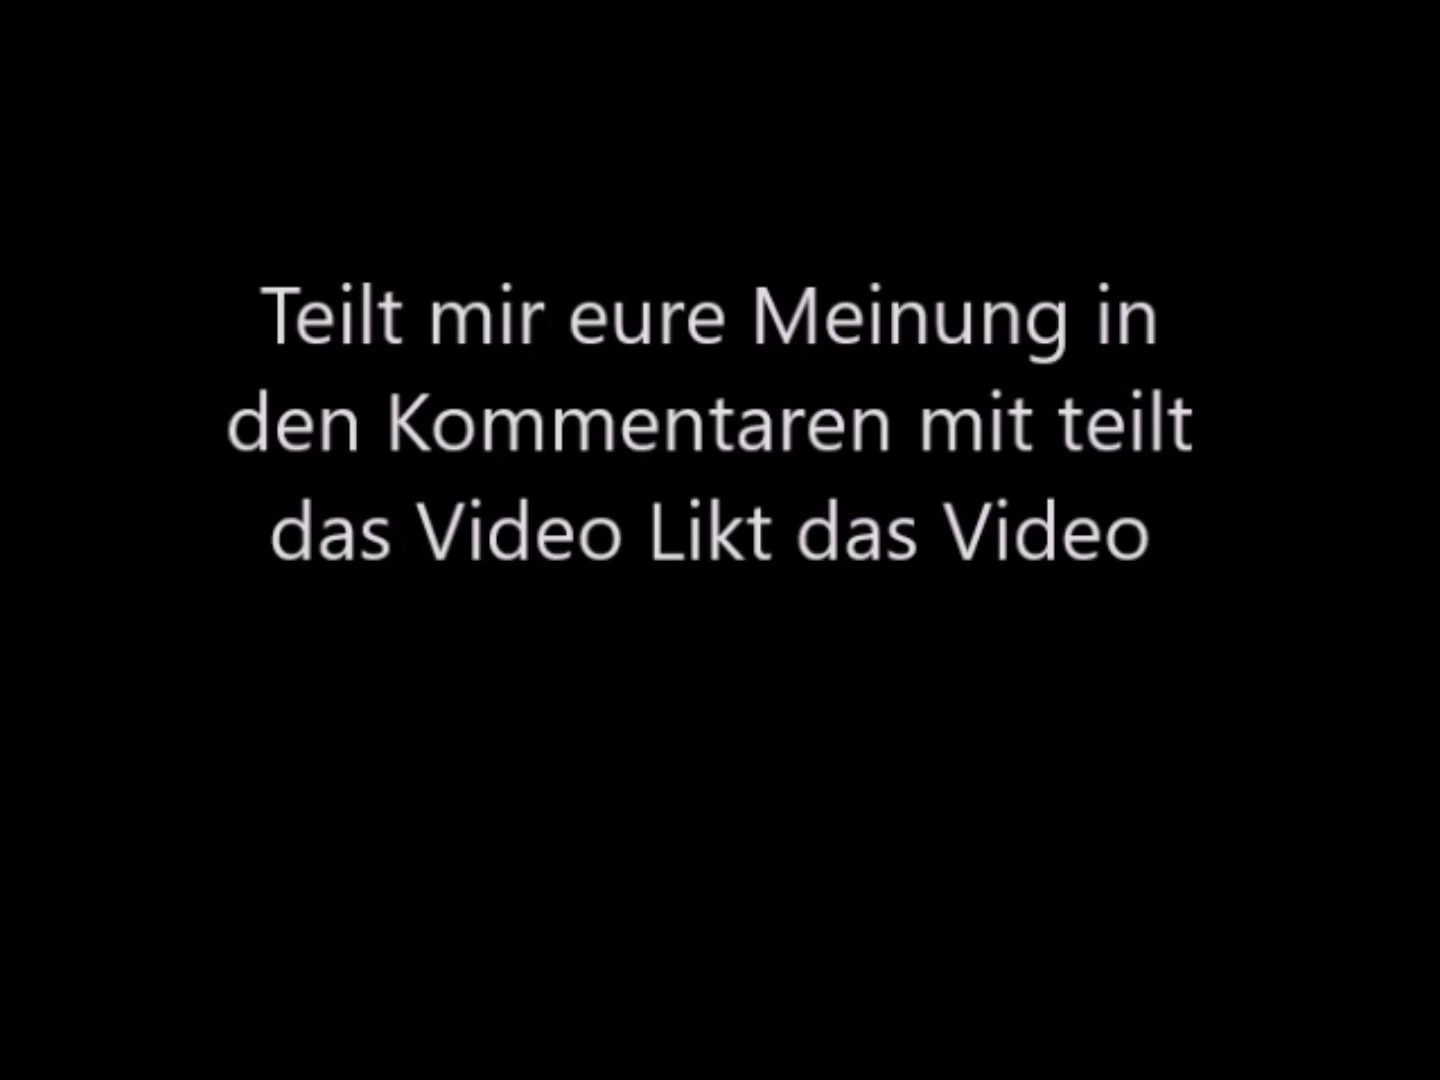 Teilt mir eure Meinung in
den Kommentaren mit teilt
das Video Likt das Video